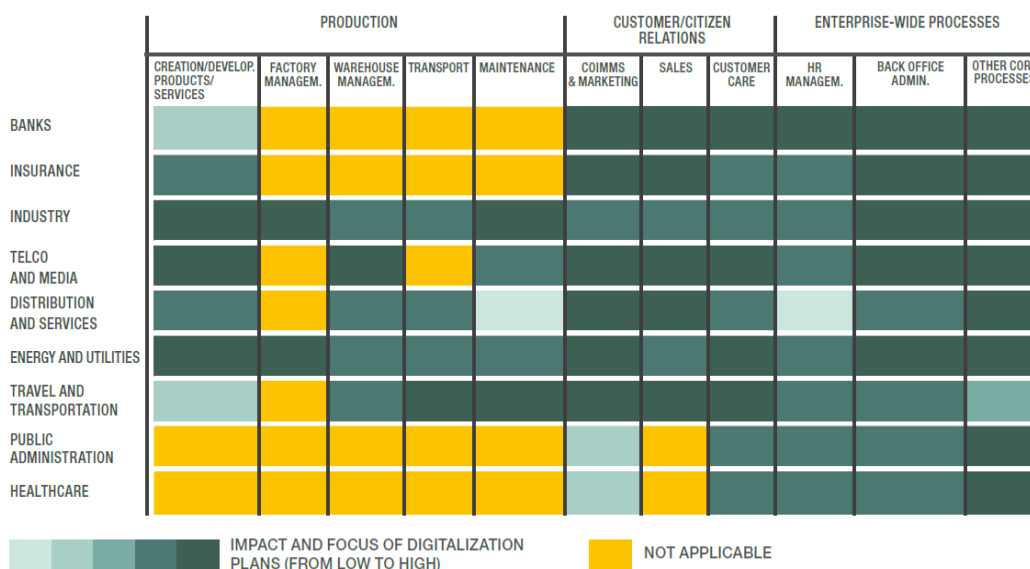 PRODUCTION
CUSTOMER/CITIZEN
RELATIONS
ENTERPRISE-WIDE PROCESSES
CREATION/DEVELOP.
PRODUCTS/
SERVICES
FACTORY
MANAGEM.
WAREHOUSE
MANAGEM.
TRANSPORT
MAINTENANCE
COIMMS
& MARKETING
SALES
CUSTOMER
CARE
HR
MANAGEM.
BACK OFFICE
ADMIN.
OTHER COR
PROCESSES
BANKS
INSURANCE
INDUSTRY
TELCO
AND MEDIA
DISTRIBUTION
AND SERVICES
ENERGY AND UTILITIES
TRAVEL AND
TRANSPORTATION
PUBLIC
ADMINISTRATION
HEALTHCARE
IMPACT AND FOCUS OF DIGITALIZATION
PLANS (FROM LOW TO HIGH)
NOT APPLICABLE